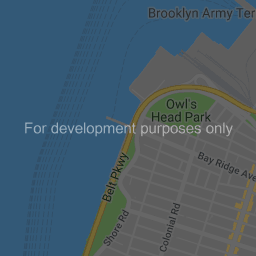 Brooklyn Army Ter
Owl's
Head Park
For development purposes only
Bay Ridge Ave
Belt Pkwy
Shore Rd
Colonial Rd